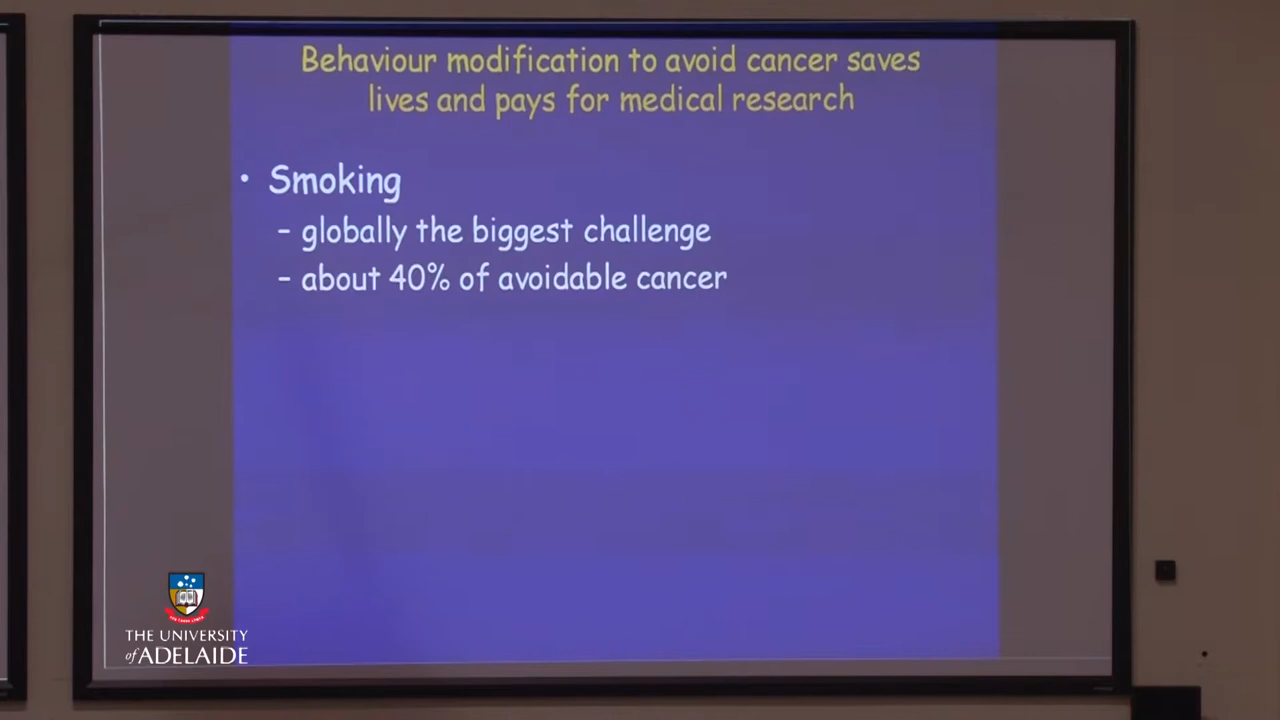 Behaviour modification to avoid cancer saves
lives and pays for medical research
• Smoking
– globally the biggest challenge
– about 40% of avoidable cancer
THE UNIVERSITY
of ADELAIDE